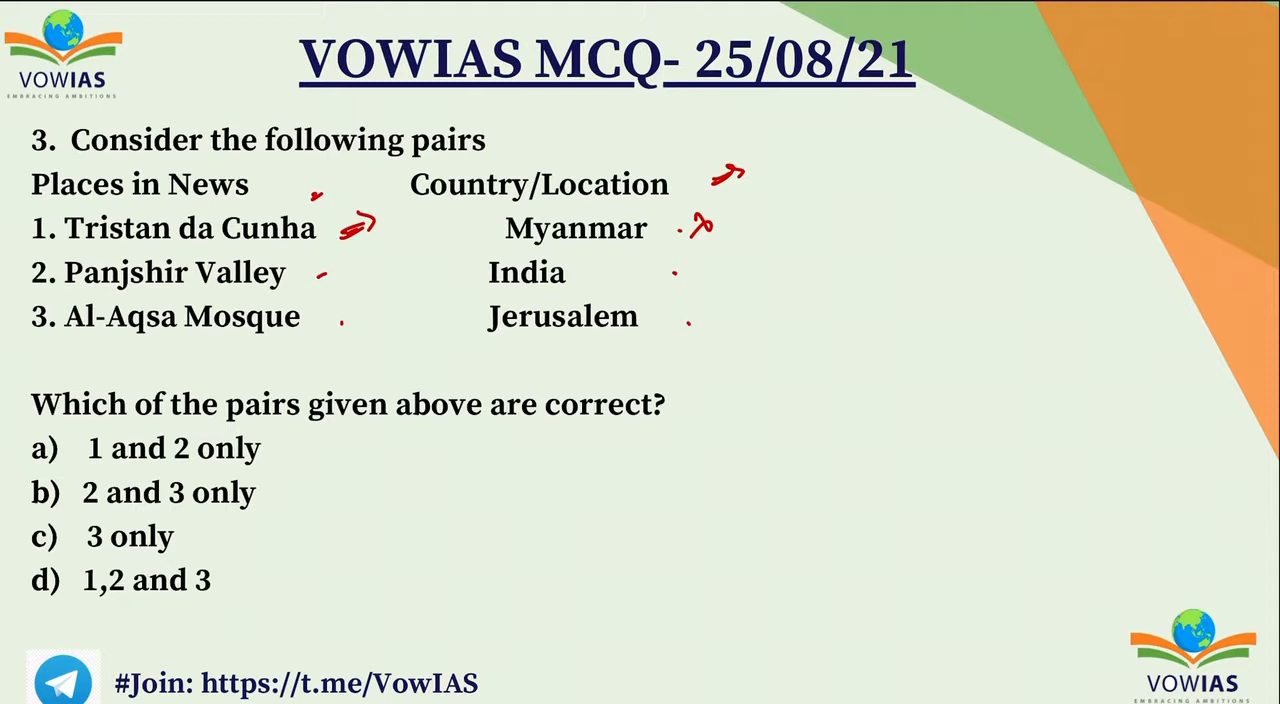 VOWIAS
EMBRACING AMBITIONS
VOWIAS MCQ- 25/08/21
3. Consider the following pairs
Places in News Country/Location
1. Tristan da Cunha Myanmar
2. Panjshir Valley India
3. Al-Aqsa Mosque Jerusalem
Which of the pairs given above are correct?
a) 1 and 2 only
b) 2 and 3 only
c) 3 only
d) 1,2 and 3
#Join: https://t.me/VowIAS
VOWIAS
EMBRACING AMBITIONS